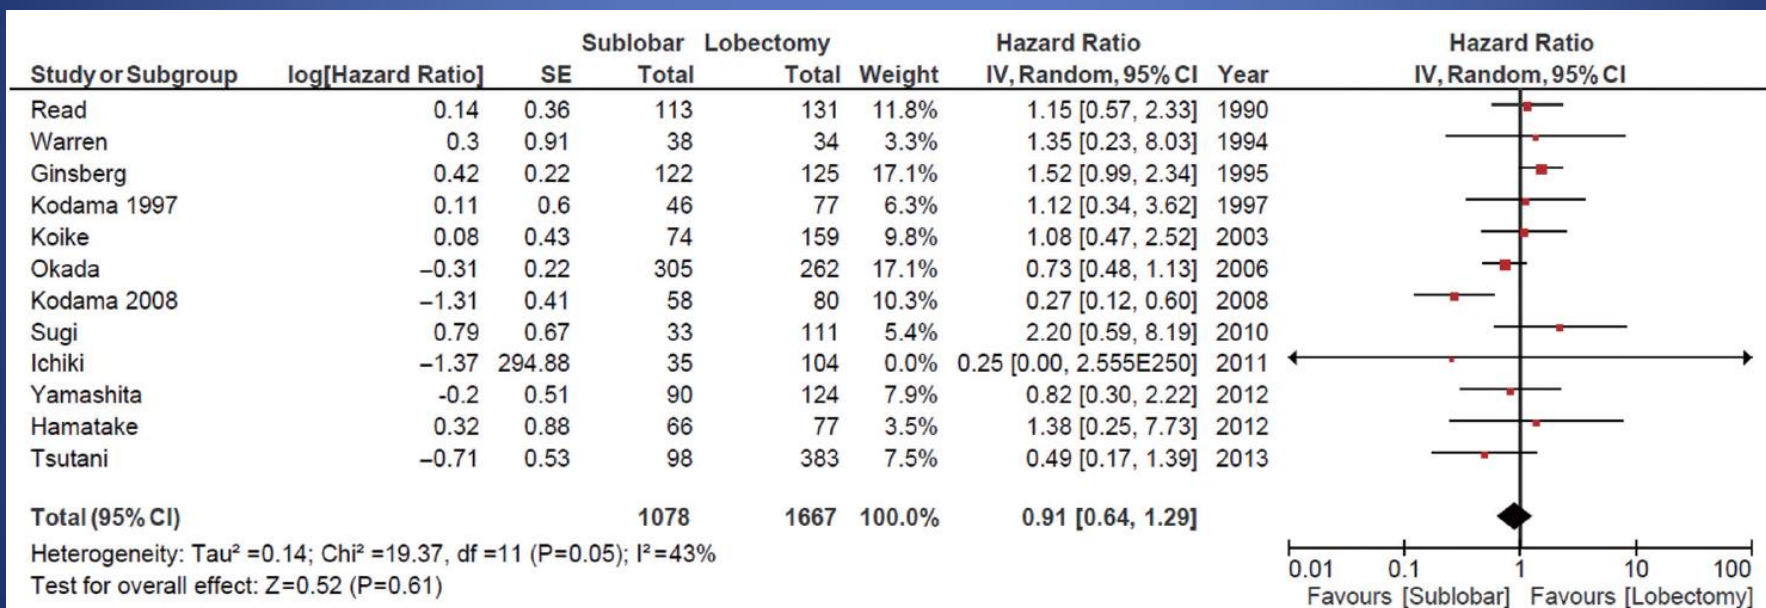 Sublobar Lobectomy Hazard Ratio Hazard Ratio
Study or Subgroup log[Hazard Ratio] SE Total Total Weight IV, Random, 95% CI Year IV, Random, 95% CI
Read 0.14 0.36 113 131 11.8% 1.15 [0.57, 2.33] 1990
Warren 0.3 0.91 38 34 3.3% 1.35 [0.23, 8.03] 1994
Ginsberg 0.42 0.22 122 125 17.1% 1.52 [0.99, 2.34] 1995
Kodama 1997 0.11 0.6 46 77 6.3% 1.12 [0.34, 3.62] 1997
Koike 0.08 0.43 74 159 9.8% 1.08 [0.47, 2.52] 2003
Okada −0.31 0.22 305 262 17.1% 0.73 [0.48, 1.13] 2006
Kodama 2008 −1.31 0.41 58 80 10.3% 0.27 [0.12, 0.60] 2008
Sugi 0.79 0.67 33 111 5.4% 2.20 [0.59, 8.19] 2010
Ichiki −1.37 294.88 35 104 0.0% 0.25 [0.00, 2.555E250] 2011
Yamashita -0.2 0.51 90 124 7.9% 0.82 [0.30, 2.22] 2012
Hamatake 0.32 0.88 66 77 3.5% 1.38 [0.25, 7.73] 2012
Tsutani −0.71 0.53 98 383 7.5% 0.49 [0.17, 1.39] 2013
Total (95% CI) 1078 1667 100.0% 0.91 [0.64, 1.29]
Heterogeneity: Tau² =0.14; Chi² =19.37, df =11 (P=0.05); I²=43%
Test for overall effect: Z=0.52 (P=0.61)
0.01 0.1 1 10 100
Favours [Sublobar] Favours [Lobectomy]